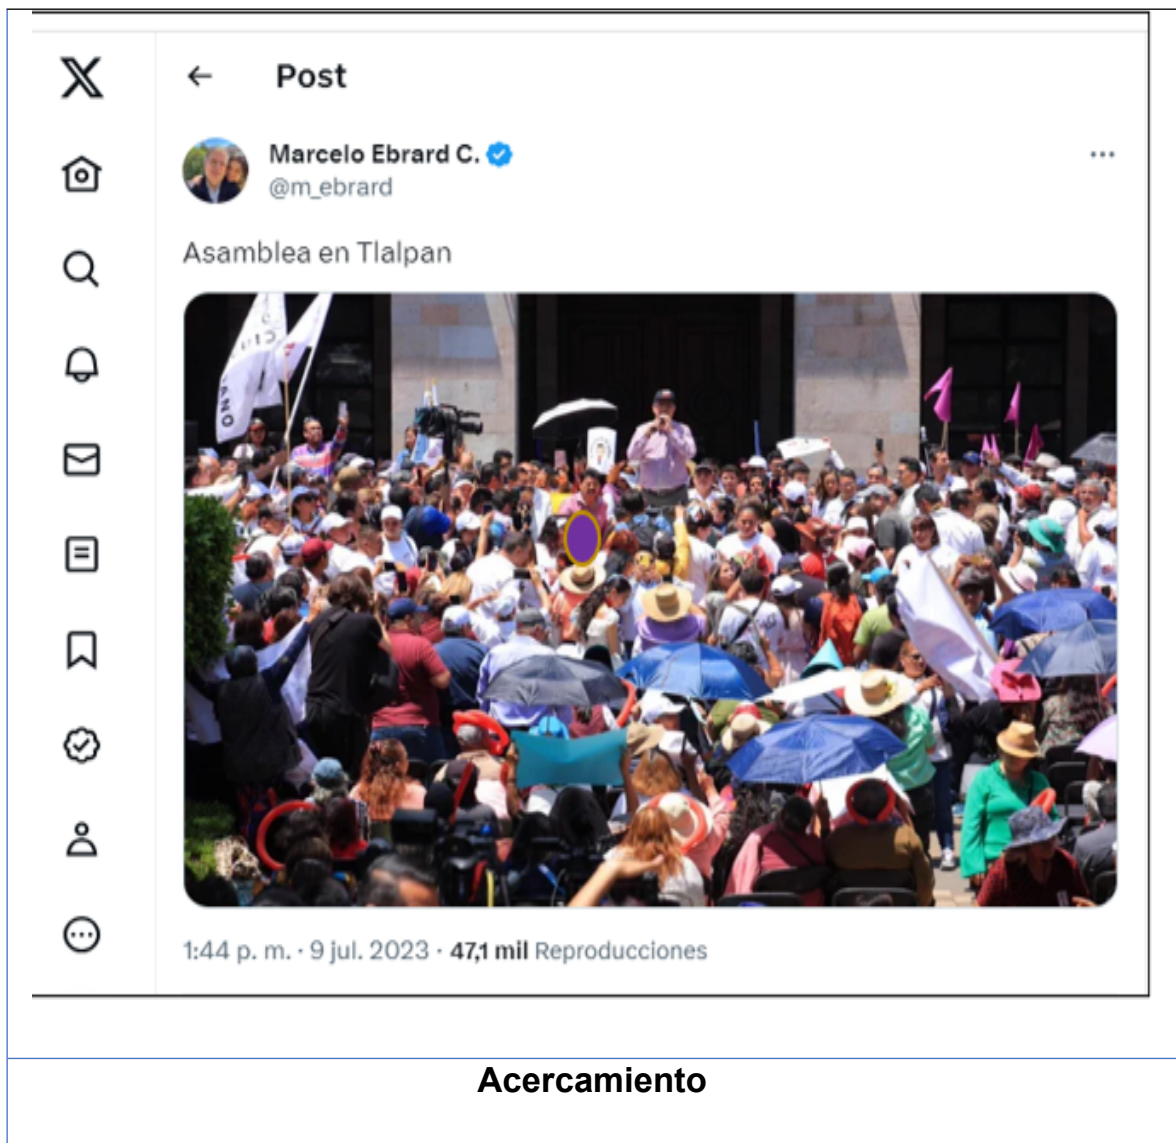 Post
Marcelo Ebrard C.
@m_ebrard
Asamblea en Tlalpan
1:44 p. m. · 9 jul. 2023 · 47,1 mil Reproducciones
Acercamiento